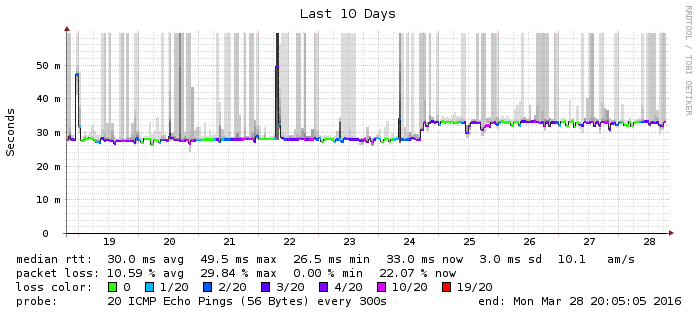 Last 10 Days
RRDTOOL / TOBI OETIKER
Seconds
50 m
40 m
30 m
20 m
10 m
0
19 20 21 22 23 24 25 26 27 28
median rtt: 30.0 ms avg 49.5 ms max 26.5 ms min 33.0 ms now 3.0 ms sd 10.1 am/s
packet loss: 10.59 % avg 29.84 % max 0.00 % min 22.07 % now
loss color: 0 1/20 2/20 3/20 4/20 10/20 19/20
probe: 20 ICMP Echo Pings (56 Bytes) every 300s end: Mon Mar 28 20:05:05 2016